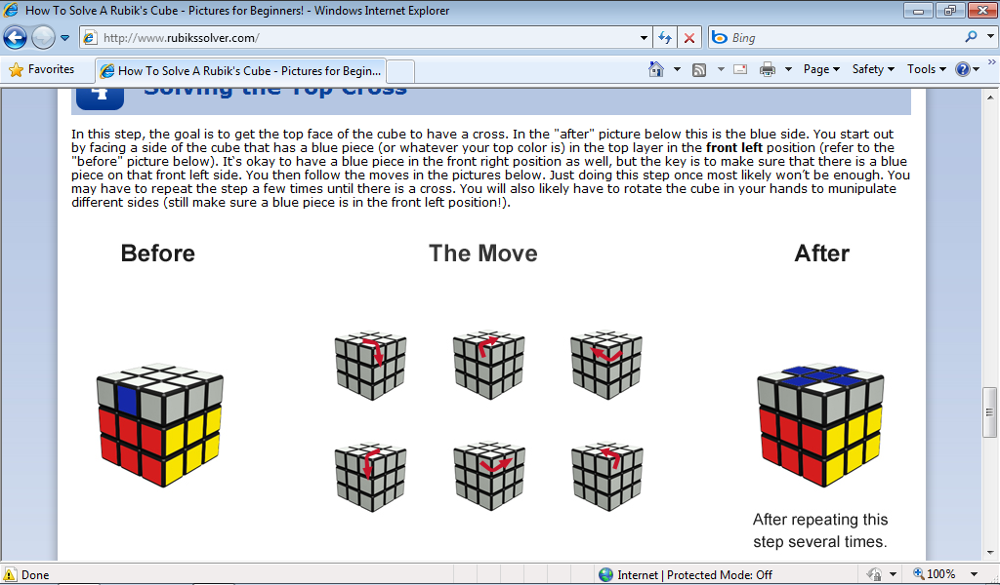 How To Solve A Rubik's Cube - Pictures for Beginners! - Windows Internet Explorer
http://www.rubikssolver.com/
Bing
Favorites
How To Solve A Rubik's Cube - Pictures for Begin...
Page
Safety
Tools
4 Solving the Top Cross
In this step, the goal is to get the top face of the cube to have a cross. In the "after" picture below this is the blue side. You start out
by facing a side of the cube that has a blue piece (or whatever your top color is) in the top layer in the front left position (refer to the
"before" picture below). It`s okay to have a blue piece in the front right position as well, but the key is to make sure that there is a blue
piece on that front left side. You then follow the moves in the pictures below. Just doing this step once most likely won't be enough. You
may have to repeat the step a few times until there is a cross. You will also likely have to rotate the cube in your hands to munipulate
different sides (still make sure a blue piece is in the front left position!).
Before
The Move
After
After repeating this
step several times.
Done
Internet | Protected Mode: Off
100%